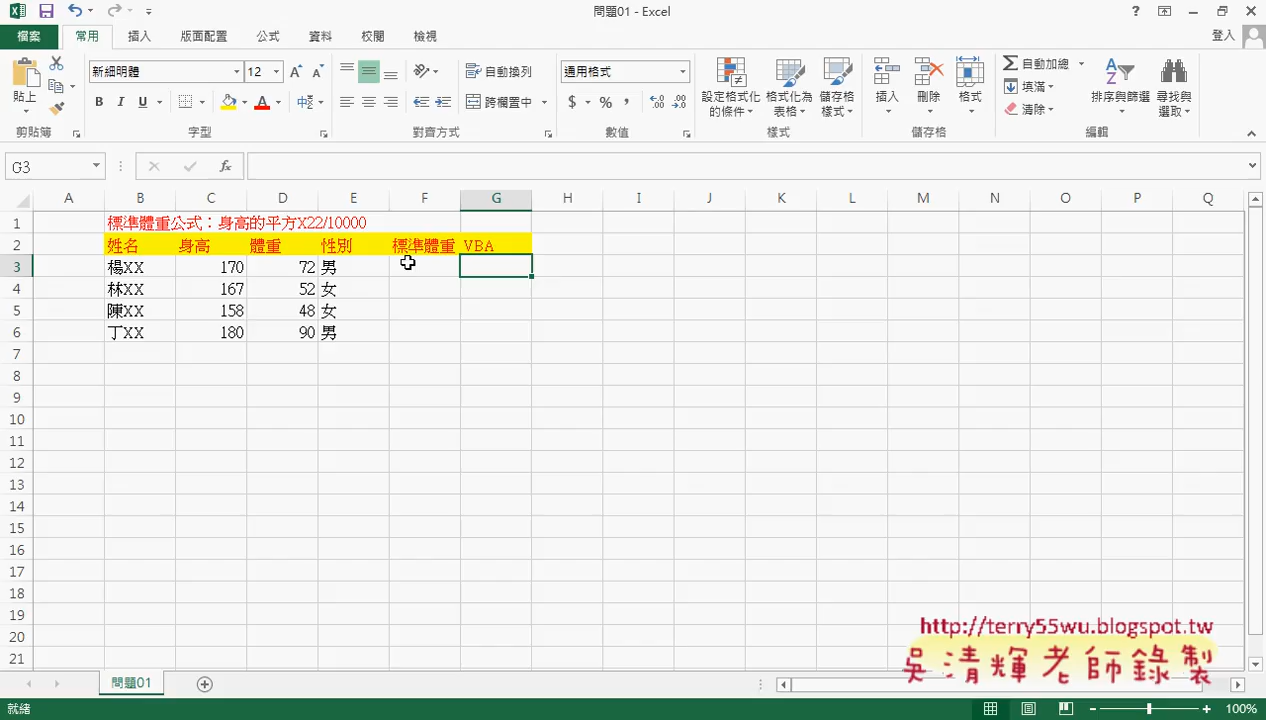 問題01 - Excel
檔案 常用 插入 版面配置 公式 資料 校閱 檢視 登入
貼上 新細明體 12 自動換列 通用格式 設定格式化的條件 格式化為表格 儲存格樣式 插入 刪除 格式 自動加總 排序與篩選 尋找與選取
B I U 中 跨欄置中 $ % , 填滿
清除
剪貼簿 字型 對齊方式 數值 樣式 儲存格 編輯
G3 fx
A B C D E F G H I J K L M N O P Q
1 標準體重公式：身高的平方X22/10000
2 姓名 身高 體重 性別 標準體重 VBA
3 楊XX 170 72 男
4 林XX 167 52 女
5 陳XX 158 48 女
6 丁XX 180 90 男
7
8
9
10
11
12
13
14
15
16
17
18
19
20
21
http://terry55wu.blogspot.tw
吳清輝老師錄製
問題01
就緒 100%